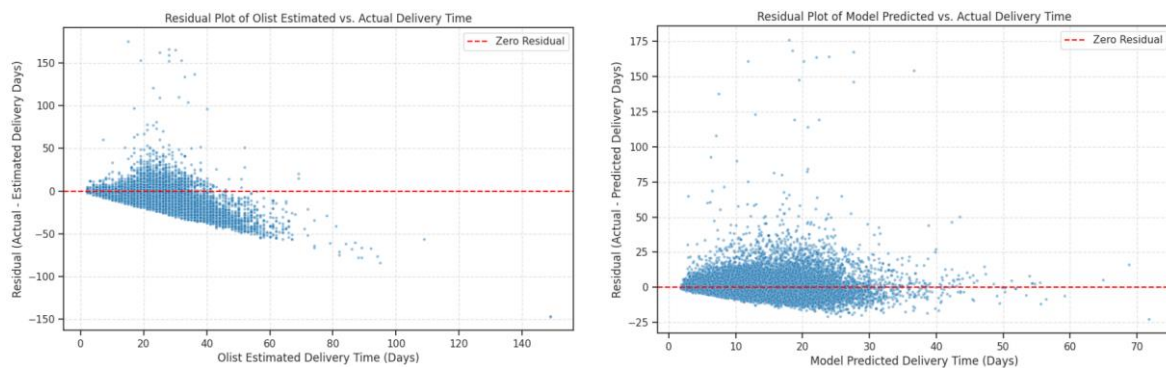 Residual Plot of Olist Estimated vs. Actual Delivery Time
Zero Residual
Residual (Actual - Estimated Delivery Days)
150
100
50
0
−50
−100
−150
0 20 40 60 80 100 120 140
Olist Estimated Delivery Time (Days)
Residual Plot of Model Predicted vs. Actual Delivery Time
Zero Residual
Residual (Actual - Predicted Delivery Days)
175
150
125
100
75
50
25
0
−25
0 10 20 30 40 50 60 70
Model Predicted Delivery Time (Days)